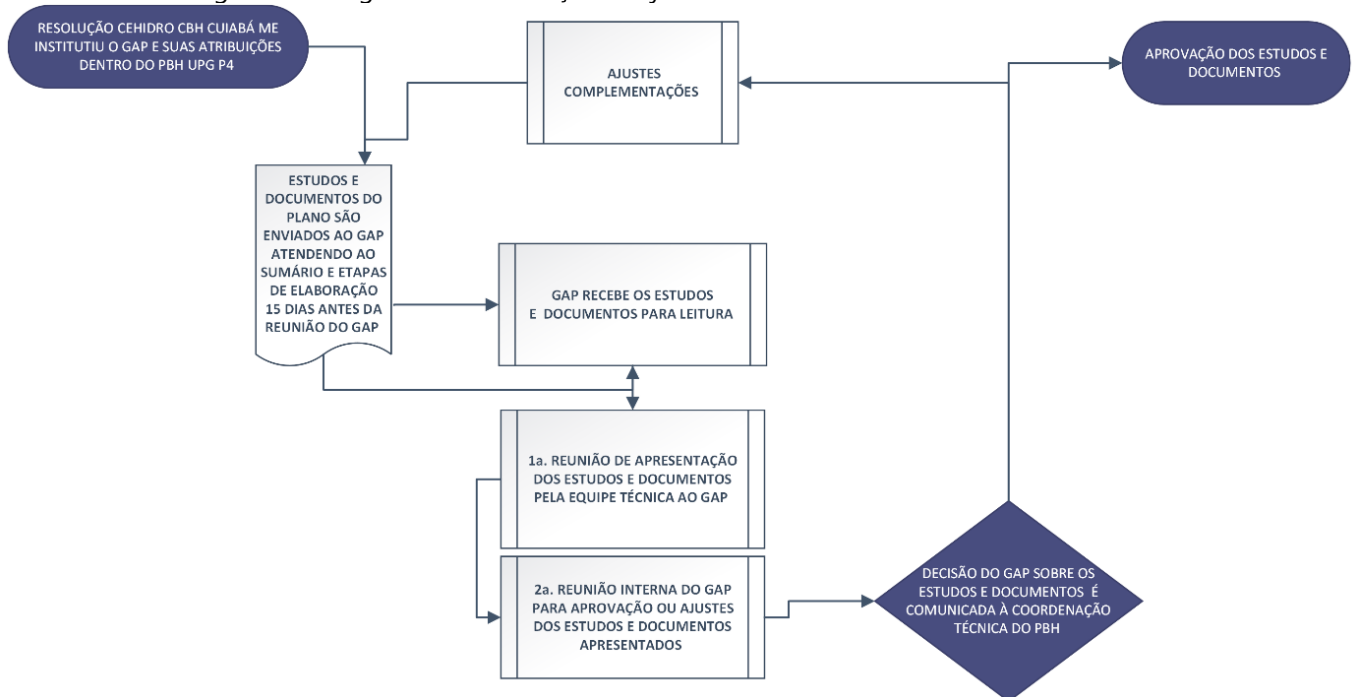 RESOLUÇÃO CEHIDRO CBH CUIABÁ ME
INSTITUTIU O GAP E SUAS ATRIBUIÇÕES
DENTRO DO PBH UPG P4
AJUSTES
COMPLEMENTAÇÕES
APROVAÇÃO DOS ESTUDOS E
DOCUMENTOS
ESTUDOS E
DOCUMENTOS DO
PLANO SÃO
ENVIADOS AO GAP
ATENDENDO AO
SUMÁRIO E ETAPAS
DE ELABORAÇÃO
15 DIAS ANTES DA
REUNIÃO DO GAP
GAP RECEBE OS ESTUDOS
E DOCUMENTOS PARA LEITURA
1a. REUNIÃO DE APRESENTAÇÃO
DOS ESTUDOS E DOCUMENTOS
PELA EQUIPE TÉCNICA AO GAP
2a. REUNIÃO INTERNA DO GAP
PARA APROVAÇÃO OU AJUSTES
DOS ESTUDOS E DOCUMENTOS
APRESENTADOS
DECISÃO DO GAP SOBRE OS
ESTUDOS E DOCUMENTOS É
COMUNICADA À COORDENAÇÃO
TÉCNICA DO PBH